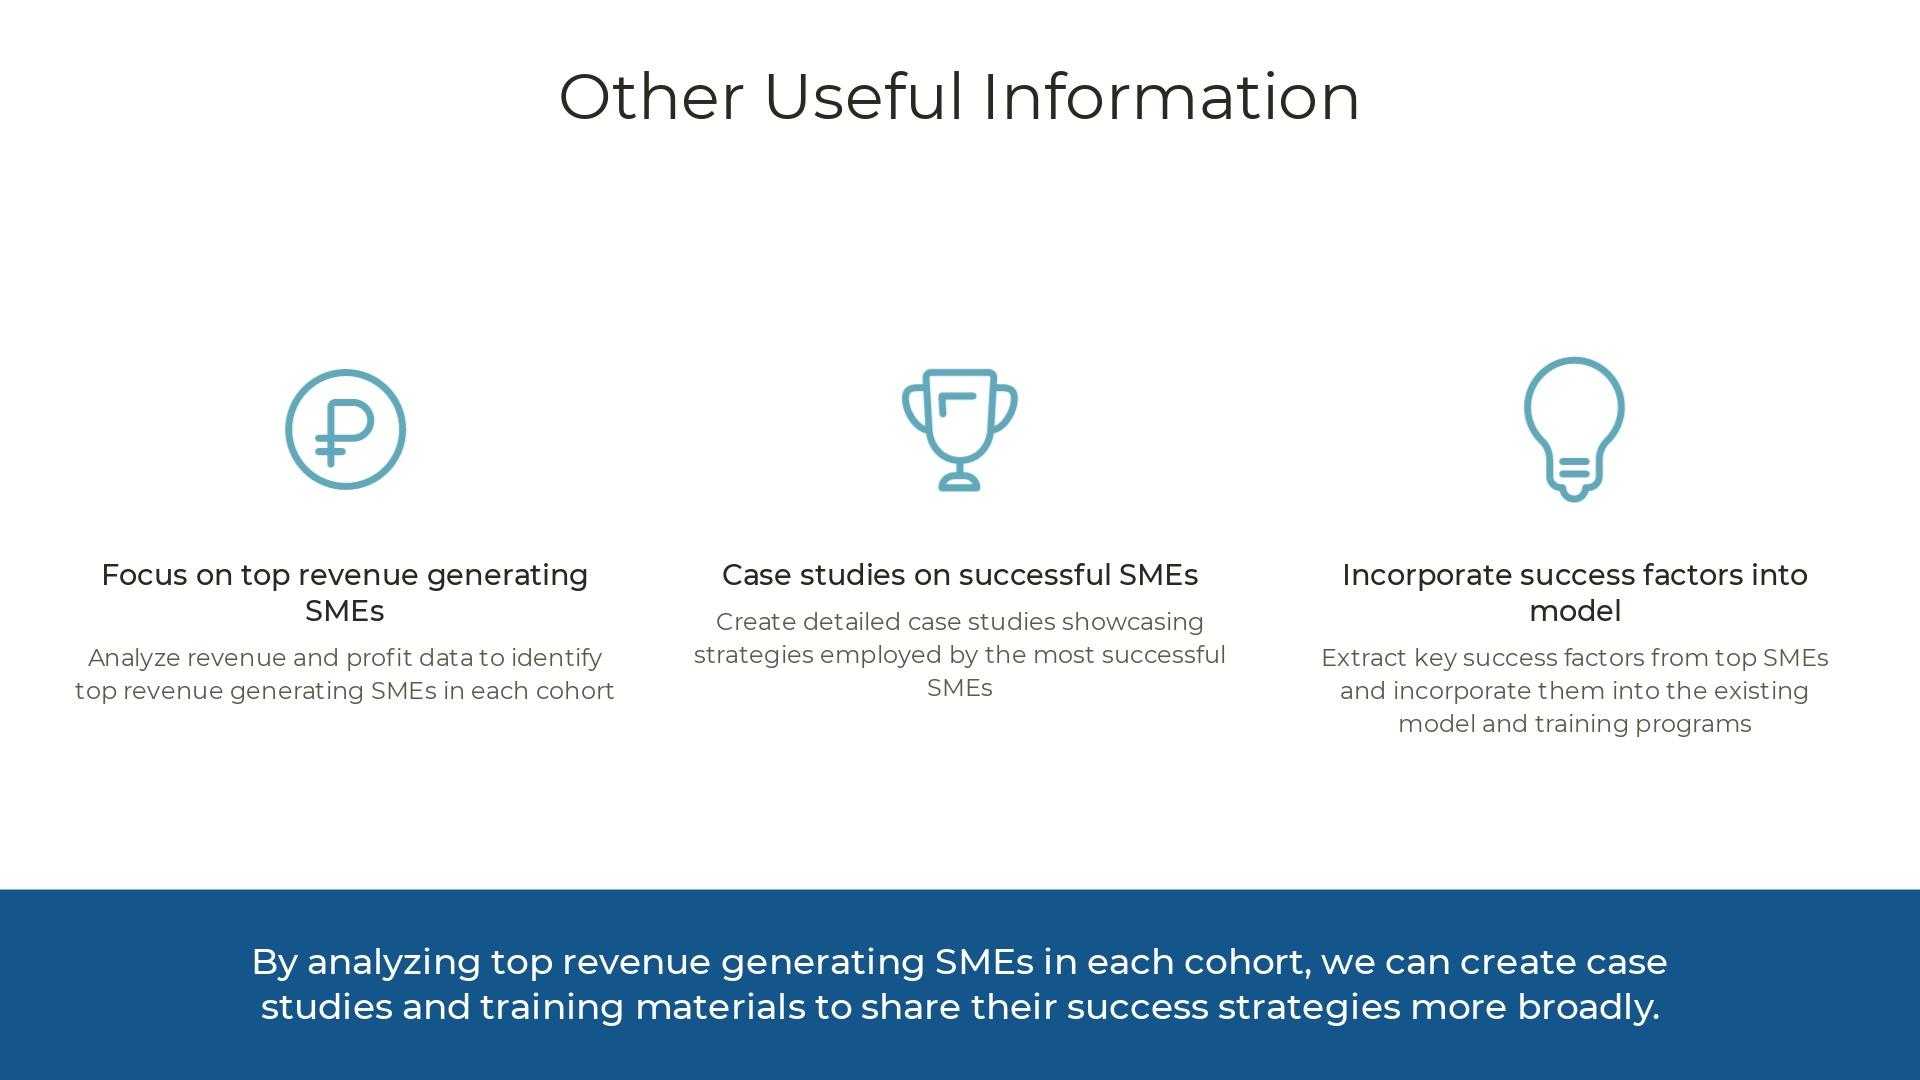 Other Useful Information
Focus on top revenue generating
SMEs
Analyze revenue and profit data to identify
top revenue generating SMEs in each cohort
Case studies on successful SMEs
Create detailed case studies showcasing
strategies employed by the most successful
SMEs
Incorporate success factors into
model
Extract key success factors from top SMEs
and incorporate them into the existing
model and training programs
By analyzing top revenue generating SMEs in each cohort, we can create case
studies and training materials to share their success strategies more broadly.